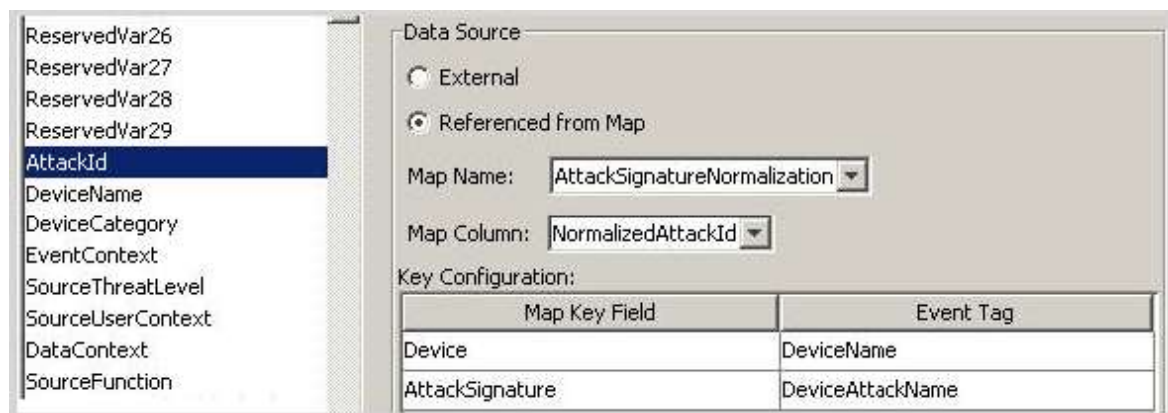 ReservedVar26
ReservedVar27
ReservedVar28
ReservedVar29
AttackId
DeviceName
DeviceCategory
EventContext
SourceThreatLevel
SourceUserContext
DataContext
SourceFunction
Data Source
External
Referenced from Map
Map Name: AttackSignatureNormalization
Map Column: NormalizedAttackId
Key Configuration:
Map Key Field Event Tag
Device DeviceName
AttackSignature DeviceAttackName